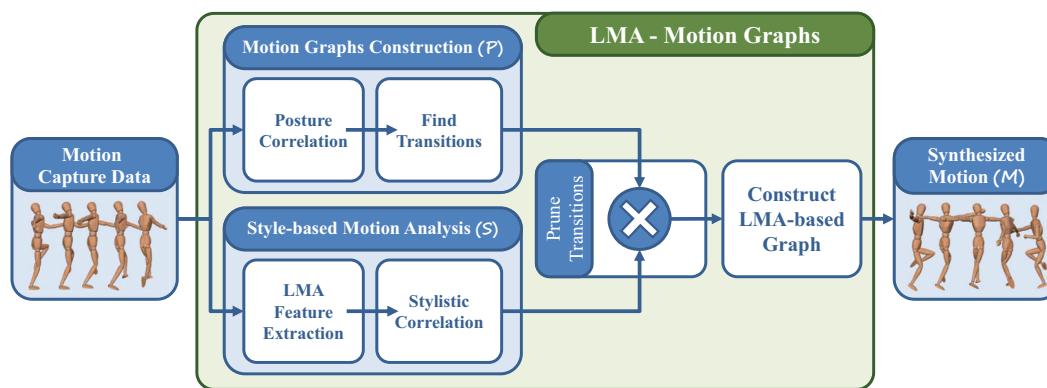 LMA - Motion Graphs
Motion Graphs Construction (P)
Posture
Correlation
Find
Transitions
Motion
Capture Data
Style-based Motion Analysis (S)
LMA
Feature
Extraction
Stylistic
Correlation
Prune
Transitions
Construct
LMA-based
Graph
Synthesized
Motion (M)